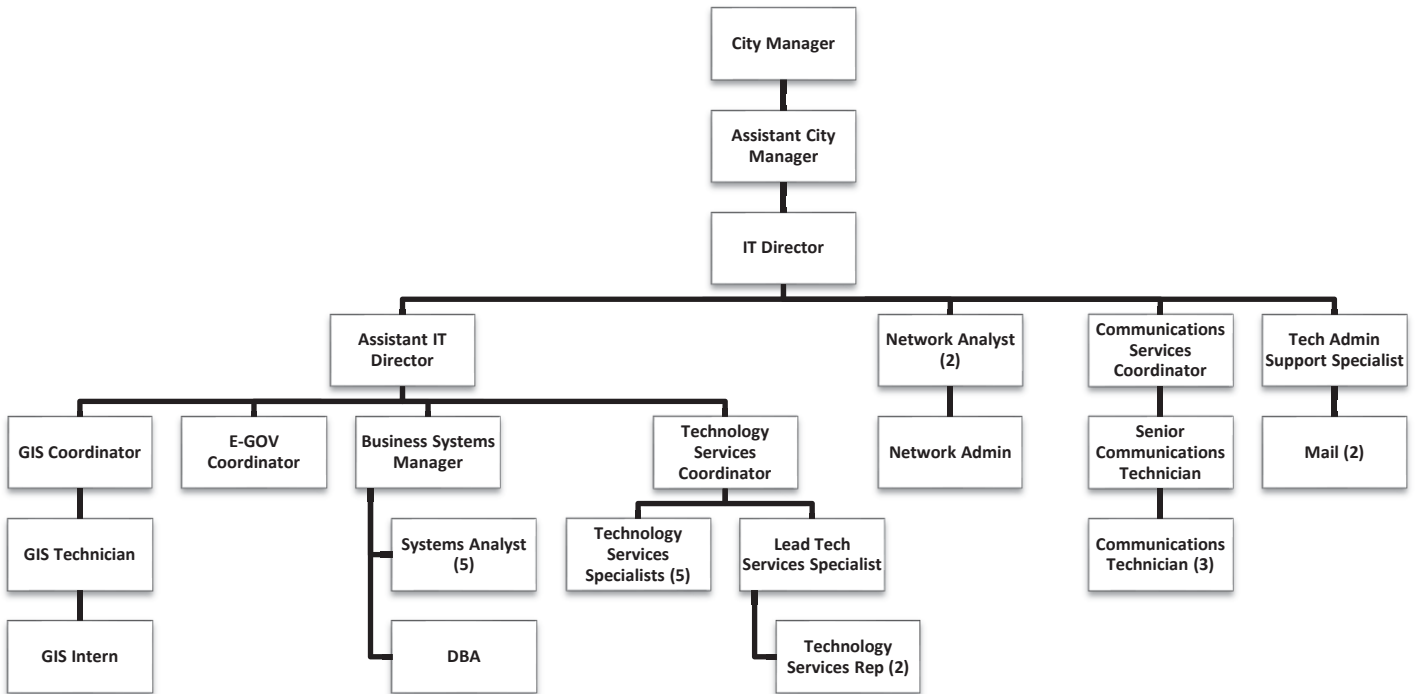 City Manager
Assistant City
Manager
IT Director
Assistant IT
Director
Network Analyst
(2)
Communications
Services
Coordinator
Tech Admin
Support Specialist
GIS Coordinator
E-GOV
Coordinator
Business Systems
Manager
Technology
Services
Coordinator
Network Admin
Senior
Communications
Technician
Mail (2)
GIS Technician
Systems Analyst
(5)
Technology
Services
Specialists (5)
Lead Tech
Services Specialist
Communications
Technician (3)
GIS Intern
DBA
Technology
Services Rep (2)